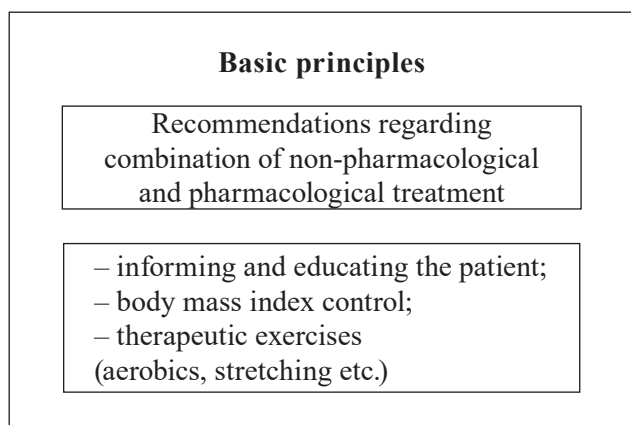 Basic principles
Recommendations regarding
combination of non-pharmacological
and pharmacological treatment
– informing and educating the patient;
– body mass index control;
– therapeutic exercises
(aerobics, stretching etc.)